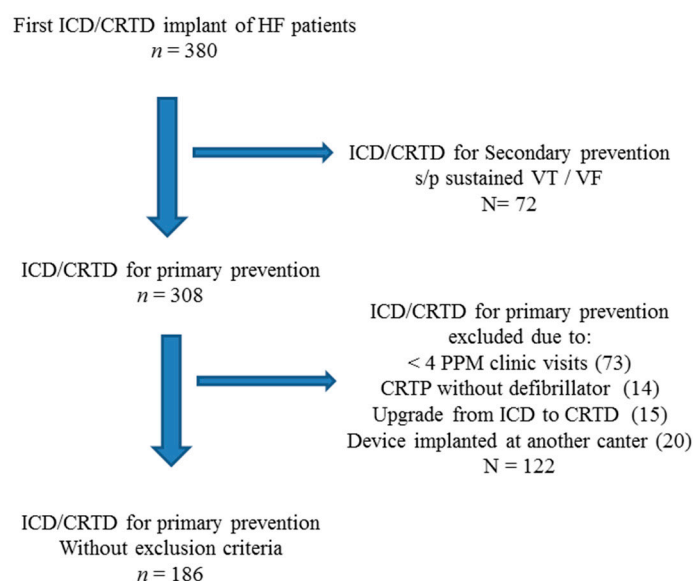 First ICD/CRTD implant of HF patients
n = 380
ICD/CRTD for Secondary prevention
s/p sustained VT / VF
N= 72
ICD/CRTD for primary prevention
n = 308
ICD/CRTD for primary prevention
excluded due to:
< 4 PPM clinic visits (73)
CRTP without defibrillator (14)
Upgrade from ICD to CRTD (15)
Device implanted at another canter (20)
N = 122
ICD/CRTD for primary prevention
Without exclusion criteria
n = 186